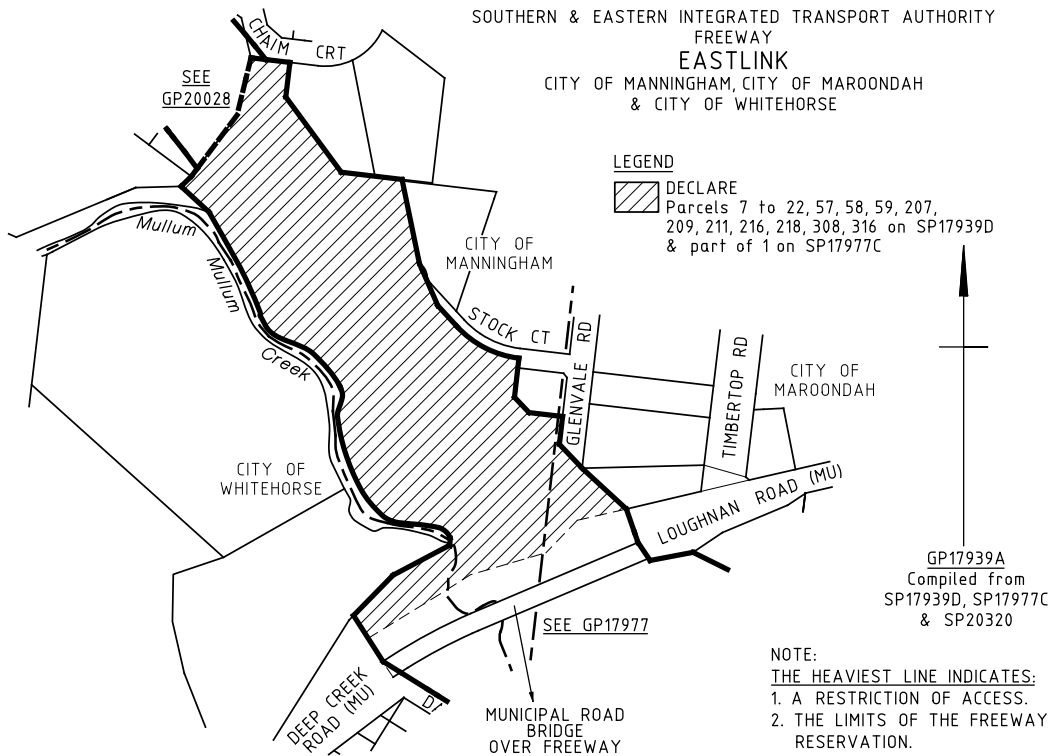 SOUTHERN & EASTERN INTEGRATED TRANSPORT AUTHORITY
FREEWAY
EASTLINK
CITY OF MANNINGHAM, CITY OF MAROONDAH
& CITY OF WHITEHORSE
CHAIM CRT
SEE
GP20028
LEGEND
DECLARE
Parcels 7 to 22, 57, 58, 59, 207,
209, 211, 216, 218, 308, 316 on SP17939D
& part of 1 on SP17977C
Mullum
Mullum
Creek
CITY OF
MANNINGHAM
STOCK CT
GLENVALE RD
TIMBERTOP RD
CITY OF
MAROONDAH
CITY OF
WHITEHORSE
LOUGHNAN ROAD (MU)
GP17939A
Compiled from
SP17939D, SP17977C
& SP20320
SEE GP17977
DEEP CREEK
ROAD (MU)
MUNICIPAL ROAD
BRIDGE
OVER FREEWAY
NOTE:
THE HEAVIEST LINE INDICATES:
1. A RESTRICTION OF ACCESS.
2. THE LIMITS OF THE FREEWAY
RESERVATION.